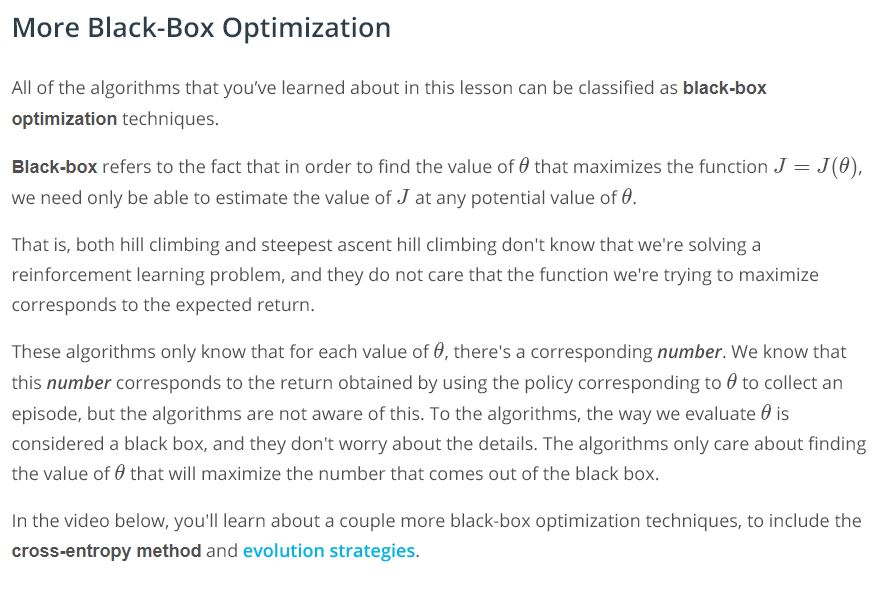 More Black-Box Optimization
All of the algorithms that you've learned about in this lesson can be classified as black-box
optimization techniques.
Black-box refers to the fact that in order to find the value of θ that maximizes the function J = J(θ),
we need only be able to estimate the value of J at any potential value of θ.
That is, both hill climbing and steepest ascent hill climbing don't know that we're solving a
reinforcement learning problem, and they do not care that the function we're trying to maximize
corresponds to the expected return.
These algorithms only know that for each value of θ, there's a corresponding number. We know that
this number corresponds to the return obtained by using the policy corresponding to θ to collect an
episode, but the algorithms are not aware of this. To the algorithms, the way we evaluate θ is
considered a black box, and they don't worry about the details. The algorithms only care about finding
the value of θ that will maximize the number that comes out of the black box.
In the video below, you'll learn about a couple more black-box optimization techniques, to include the
cross-entropy method and evolution strategies.